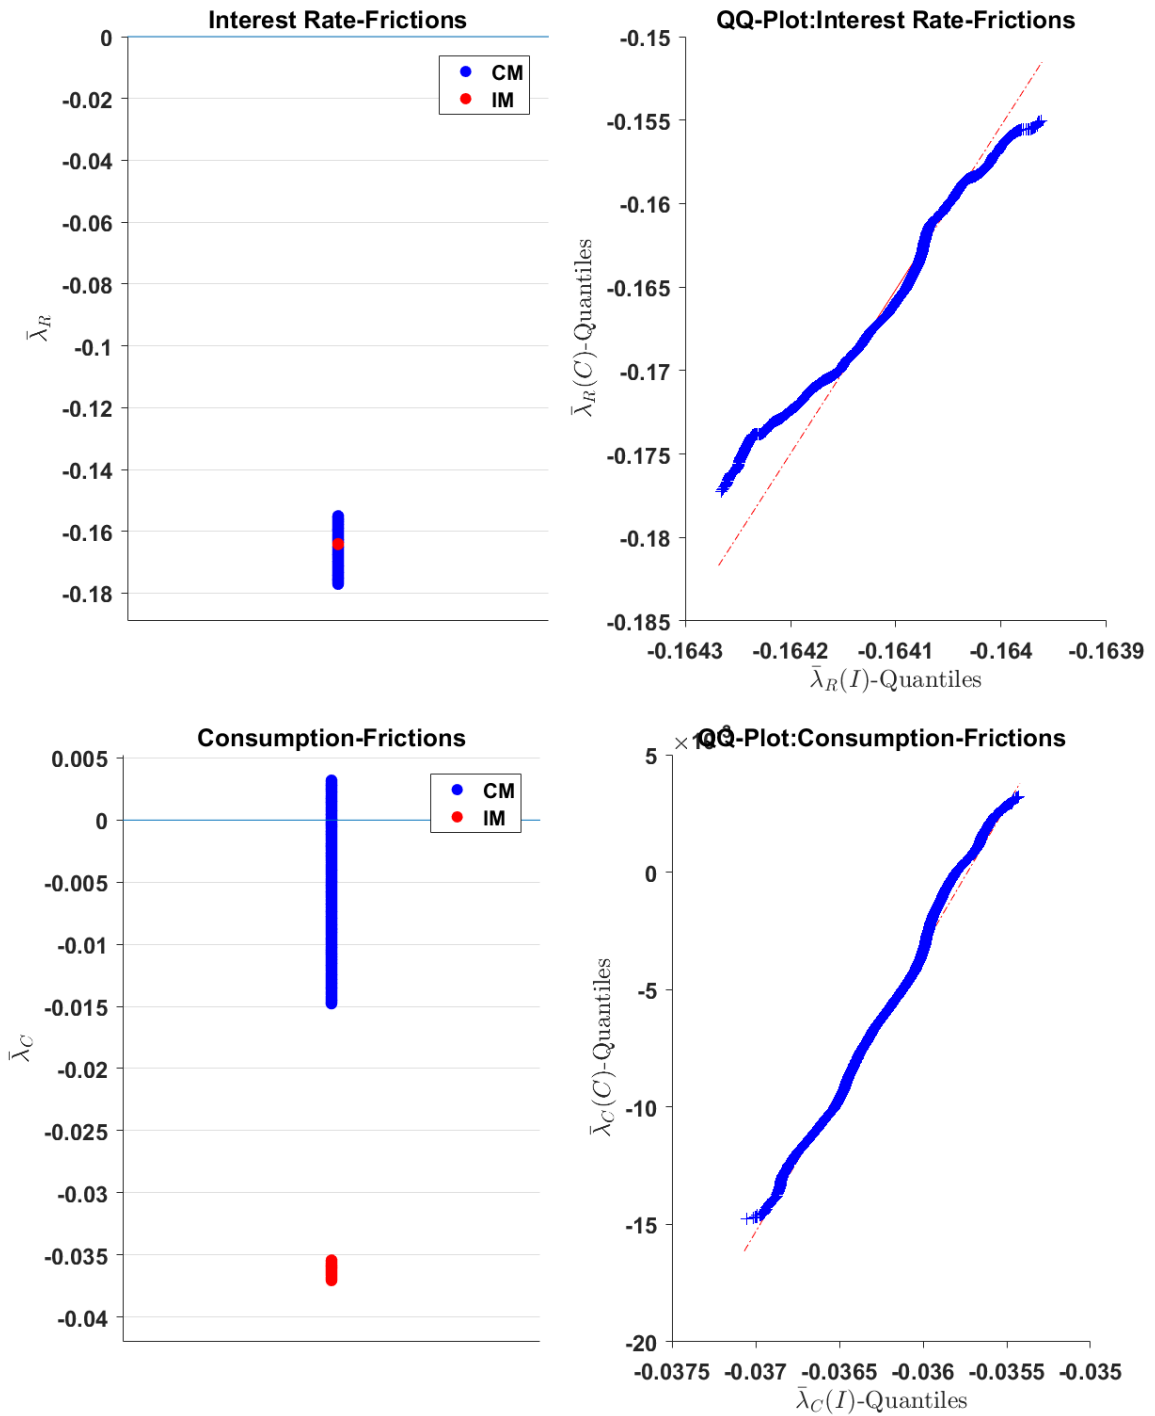 Interest Rate-Frictions
0
-0.02
-0.04
-0.06
-0.08
-0.1
-0.12
-0.14
-0.16
-0.18
λ̄_R
CM
IM
QQ-Plot:Interest Rate-Frictions
-0.15
-0.155
-0.16
-0.165
-0.17
-0.175
-0.18
-0.185
λ̄_R(C)-Quantiles
-0.1643 -0.1642 -0.1641 -0.164 -0.1639
λ̄_R(I)-Quantiles
Consumption-Frictions
0.005
0
-0.005
-0.01
-0.015
-0.02
-0.025
-0.03
-0.035
-0.04
λ̄_C
CM
IM
QQ-Plot:Consumption-Frictions
5
0
-5
-10
-15
-20
λ̄_C(C)-Quantiles
-0.0375 -0.037 -0.0365 -0.036 -0.0355 -0.035
λ̄_C(I)-Quantiles